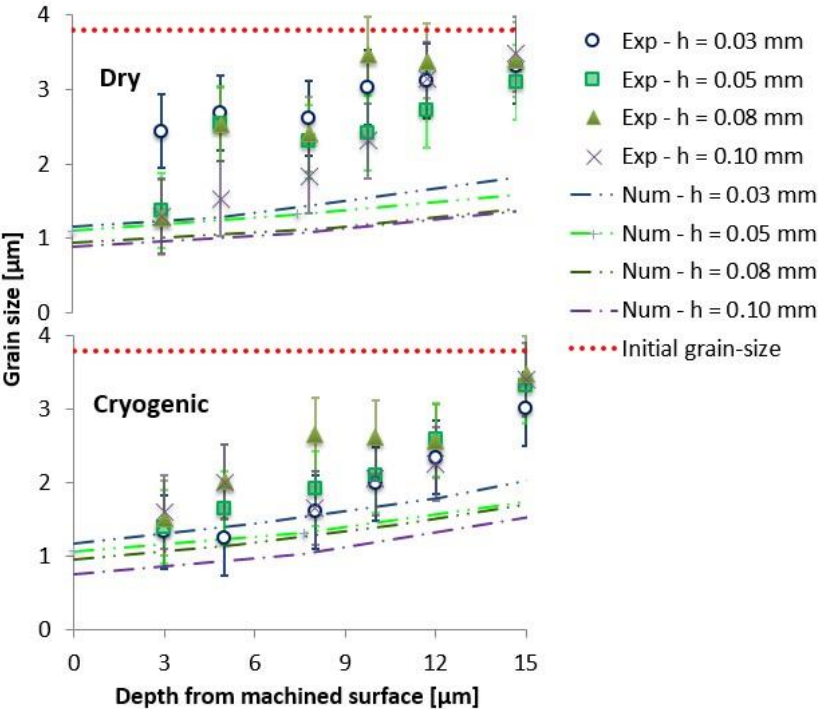 4
3
2
1
0
Dry
Grain size [µm]
4
3
2
1
0
Cryogenic
0 3 6 9 12 15
Depth from machined surface [µm]
Exp - h = 0.03 mm
Exp - h = 0.05 mm
Exp - h = 0.08 mm
Exp - h = 0.10 mm
Num - h = 0.03 mm
Num - h = 0.05 mm
Num - h = 0.08 mm
Num - h = 0.10 mm
Initial grain-size